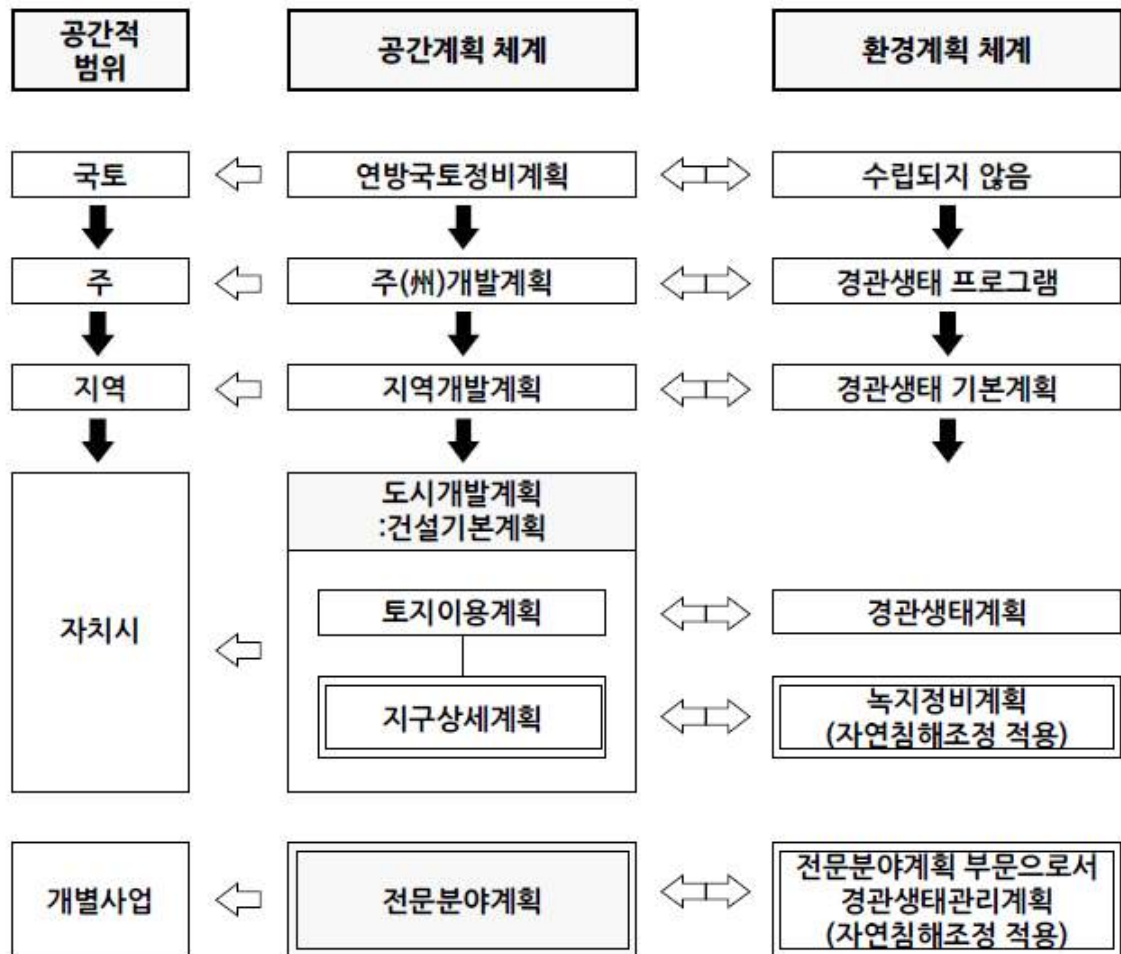 공간적
범위
공간계획 체계
환경계획 체계
국토
연방국토정비계획
수립되지 않음
주
주(州)개발계획
경관생태 프로그램
지역
지역개발계획
경관생태 기본계획
도시개발계획
:건설기본계획
자치시
토지이용계획
경관생태계획
지구상세계획
녹지정비계획
(자연침해조정 적용)
개별사업
전문분야계획
전문분야계획 부문으로서
경관생태관리계획
(자연침해조정 적용)